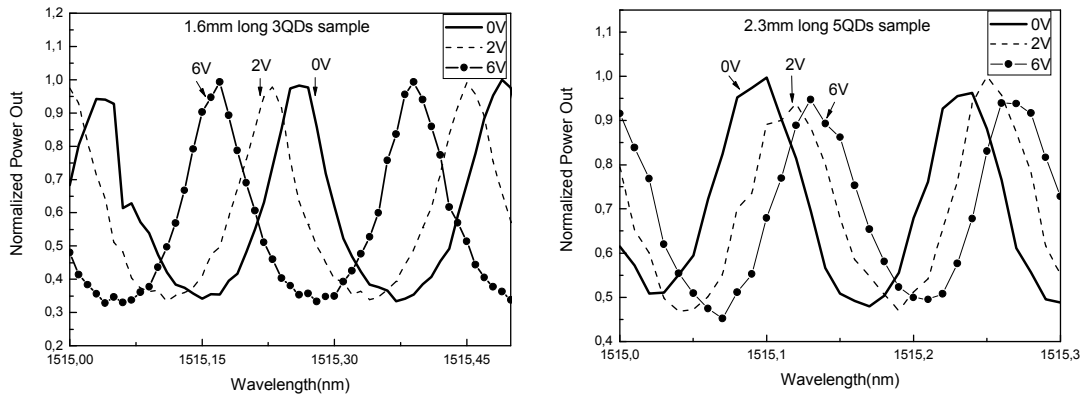 1.6mm long 3QDs sample
0V
2V
6V
6V
2V
0V
1,0
0,9
0,8
0,7
0,6
0,5
0,4
0,3
0,2
Normalized Power Out
1515,00
1515,15
1515,30
1515,45
Wavelength(nm)
2.3mm long 5QDs sample
0V
2V
6V
0V
2V
6V
1,1
1,0
0,9
0,8
0,7
0,6
0,5
0,4
Normalized Power Out
1515,0
1515,1
1515,2
1515,3
Wavelength(nm)